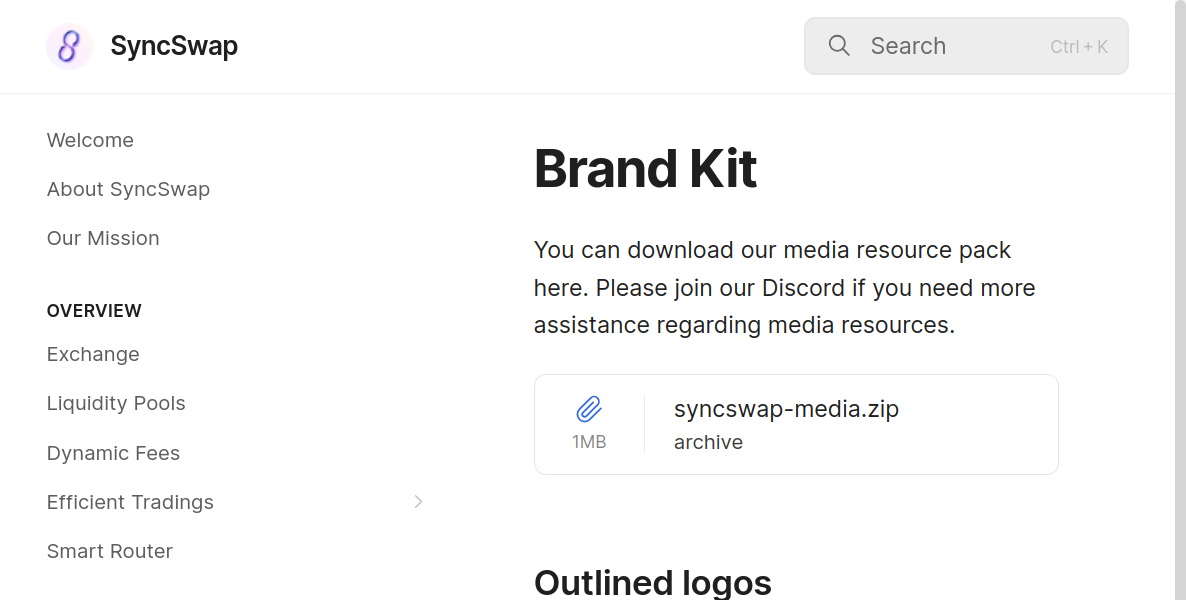 SyncSwap
Search
Ctrl + K
Welcome
About SyncSwap
Our Mission
OVERVIEW
Exchange
Liquidity Pools
Dynamic Fees
Efficient Tradings
Smart Router
Brand Kit
You can download our media resource pack
here. Please join our Discord if you need more
assistance regarding media resources.
1MB
syncswap-media.zip
archive
Outlined logos